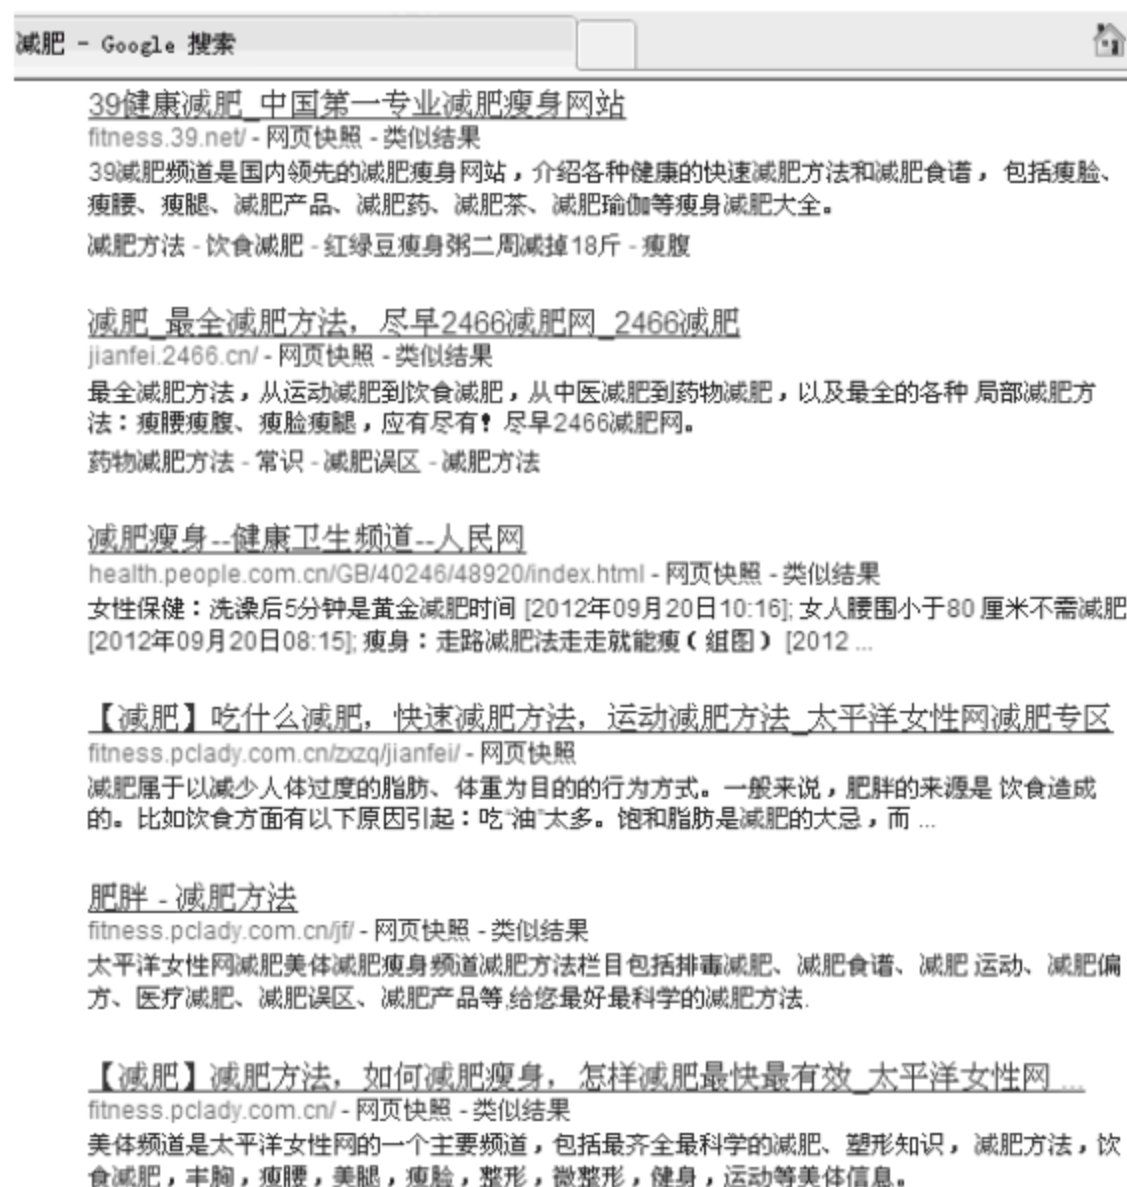 减肥 - Google 搜索
39健康减肥_中国第一专业减肥瘦身网站
fitness.39.net/ - 网页快照 - 类似结果
39减肥频道是国内领先的减肥瘦身网站，介绍各种健康的快速减肥方法和减肥食谱， 包括瘦脸、
瘦腰、瘦腿、减肥产品、减肥药、减肥茶、减肥瑜伽等瘦身减肥大全。
减肥方法 - 饮食减肥 - 红绿豆瘦身粥二周减掉18斤 - 瘦腹
减肥_最全减肥方法，尽早2466减肥网_2466减肥
jianfei.2466.cn/ - 网页快照 - 类似结果
最全减肥方法，从运动减肥到饮食减肥，从中医减肥到药物减肥，以及最全的各种 局部减肥方
法：瘦腰瘦腹、瘦脸瘦腿，应有尽有！尽早2466减肥网。
药物减肥方法 - 常识 - 减肥误区 - 减肥方法
减肥瘦身--健康卫生频道--人民网
health.people.com.cn/GB/40246/48920/index.html - 网页快照 - 类似结果
女性保健：洗澡后5分钟是黄金减肥时间 [2012年09月20日10:16]; 女人腰围小于80 厘米不需减肥
[2012年09月20日08:15]; 瘦身：走路减肥法走走就能瘦（组图） [2012 ...
【减肥】吃什么减肥，快速减肥方法，运动减肥方法_太平洋女性网减肥专区
fitness.pclady.com.cn/zxzq/jianfei/ - 网页快照
减肥属于以减少人体过度的脂肪、体重为目的的行为方式。一般来说，肥胖的来源是 饮食造成
的。比如饮食方面有以下原因引起：吃“油”太多。饱和脂肪是减肥的大忌，而 ...
肥胖 - 减肥方法
fitness.pclady.com.cn/jf/ - 网页快照 - 类似结果
太平洋女性网减肥美体减肥瘦身频道减肥方法栏目包括排毒减肥、减肥食谱、减肥 运动、减肥偏
方、医疗减肥、减肥误区、减肥产品等,给您最好最科学的减肥方法.
【减肥】减肥方法，如何减肥瘦身，怎样减肥最快最有效_太平洋女性网 ...
fitness.pclady.com.cn/ - 网页快照 - 类似结果
美体频道是太平洋女性网的一个主要频道，包括最齐全最科学的减肥、塑形知识， 减肥方法，饮
食减肥，丰胸，瘦腰，美腿，瘦脸，整形，微整形，健身，运动等美体信息。